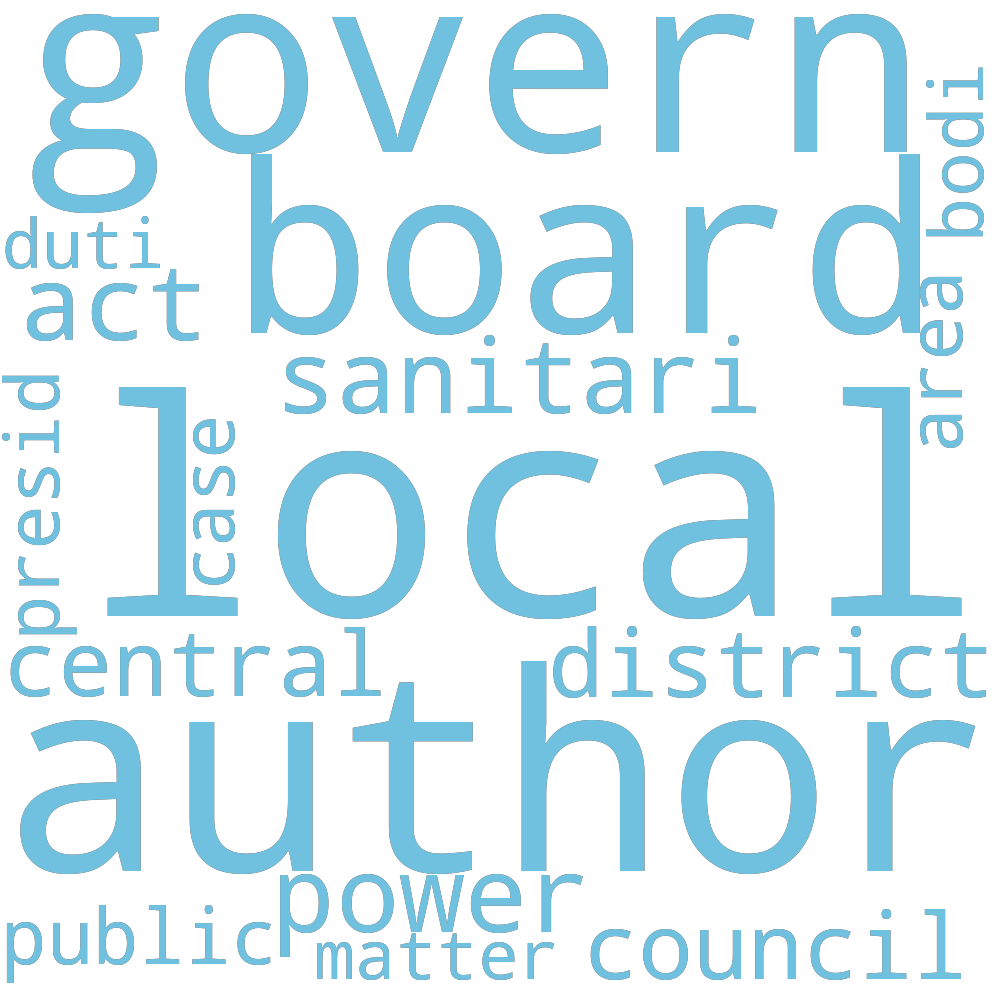 govern
area bodi
duti
board
act
sanitari
presid
case
local
central
district
author
power
public
matter
council